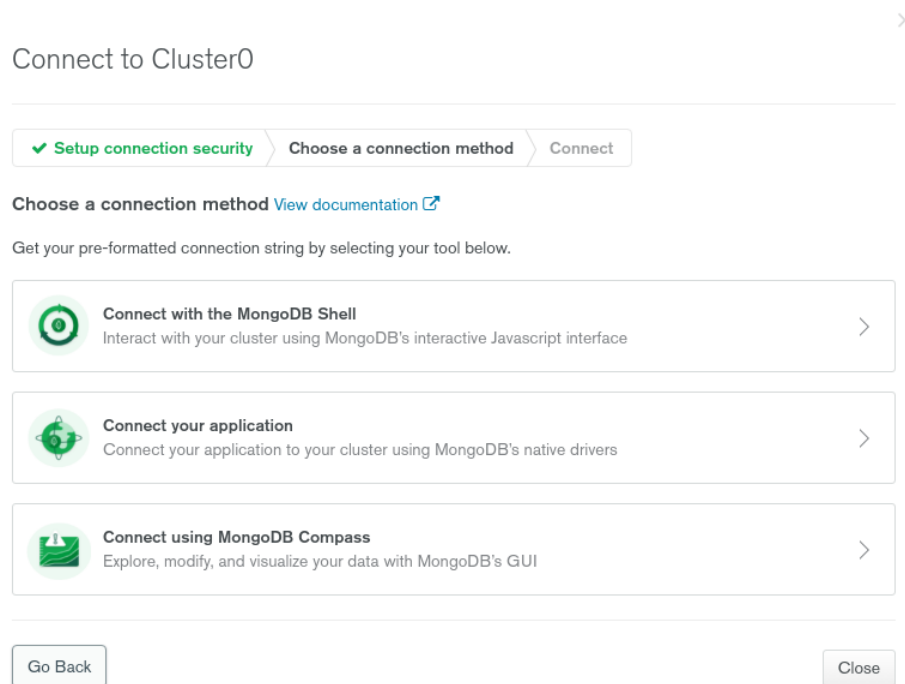 Connect to Cluster0
✔ Setup connection security Choose a connection method Connect
Choose a connection method View documentation
Get your pre-formatted connection string by selecting your tool below.
Connect with the MongoDB Shell
Interact with your cluster using MongoDB's interactive Javascript interface
Connect your application
Connect your application to your cluster using MongoDB's native drivers
Connect using MongoDB Compass
Explore, modify, and visualize your data with MongoDB's GUI
Go Back Close